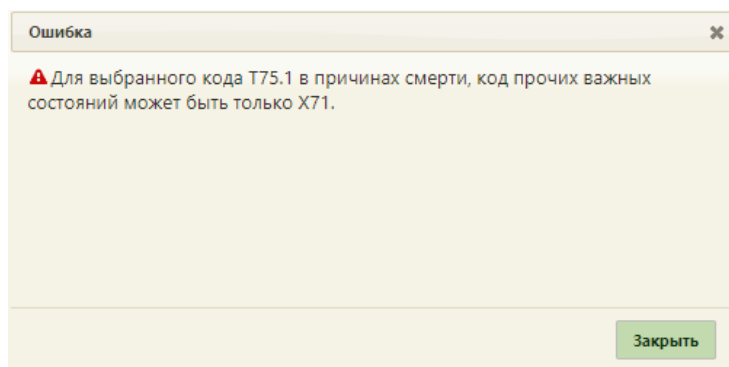 Ошибка
Для выбранного кода T75.1 в причинах смерти, код прочих важных
состояний может быть только X71.
Закрыть